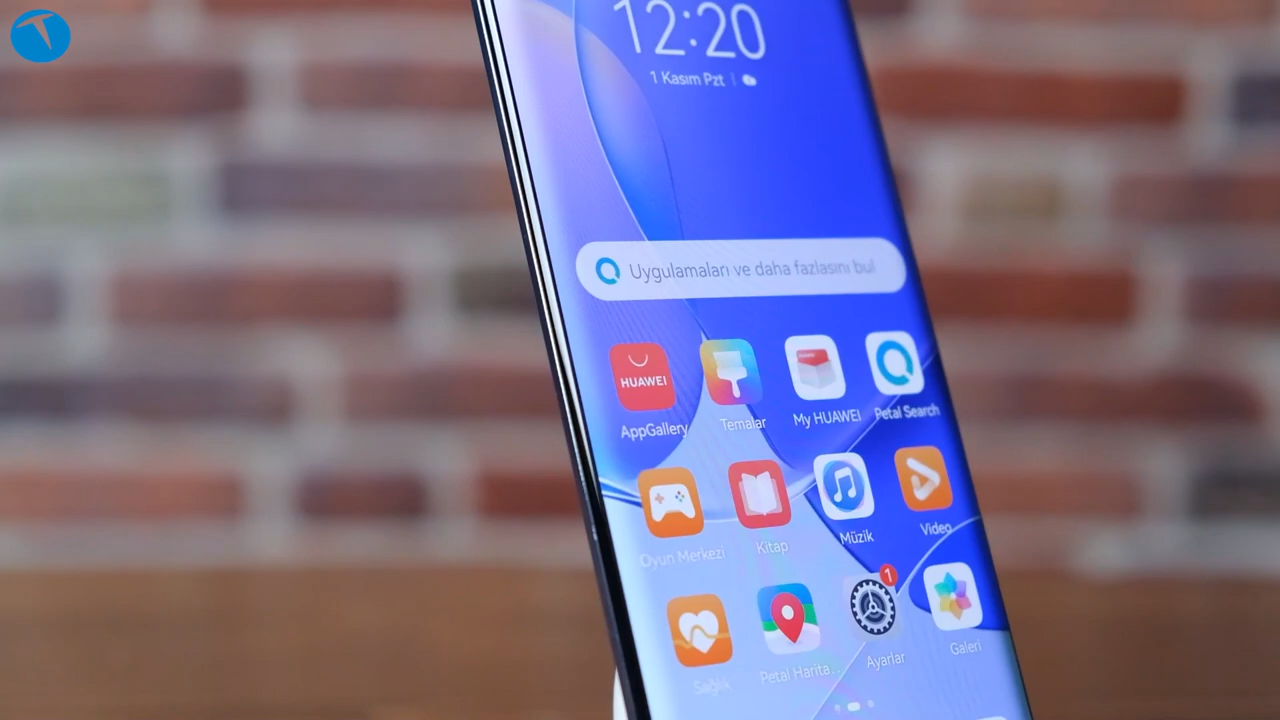 12:20
1 Kasım Pzt
Uygulamaları ve daha fazlasını bul
HUAWEI
AppGallery
Temalar
My HUAWEI
Petal Search
Oyun Merkezi
Kitap
Müzik
Video
1
Sağlık
Petal Harita...
Ayarlar
Galeri